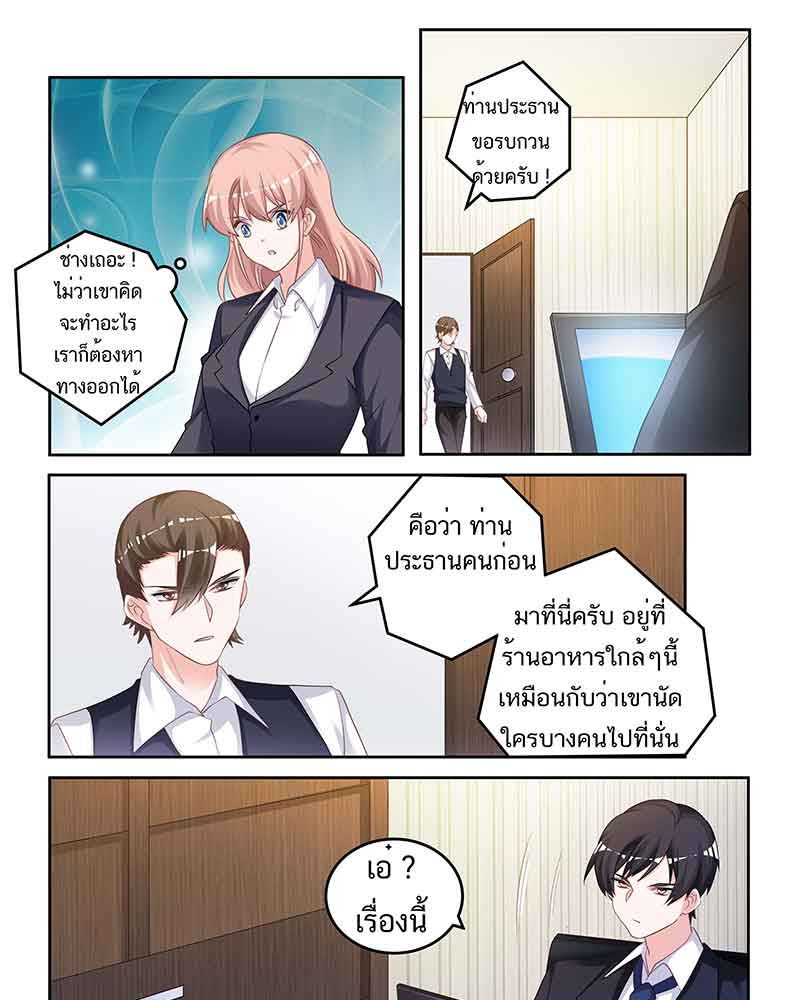 ช่างเถอะ !
ไม่ว่าเขาคิด
จะทำอะไร
เราก็ต้องหา
ทางออกได้
ท่านประธาน
ขอรบกวน
ด้วยครับ !
คือว่า ท่าน
ประธานคนก่อน
มาที่นี่ครับ อยู่ที่
ร้านอาหารใกล้ๆนี้
เหมือนกับว่าเขานัด
ใครบางคนไปที่นั่น
เอ๋ ?
เรื่องนี้